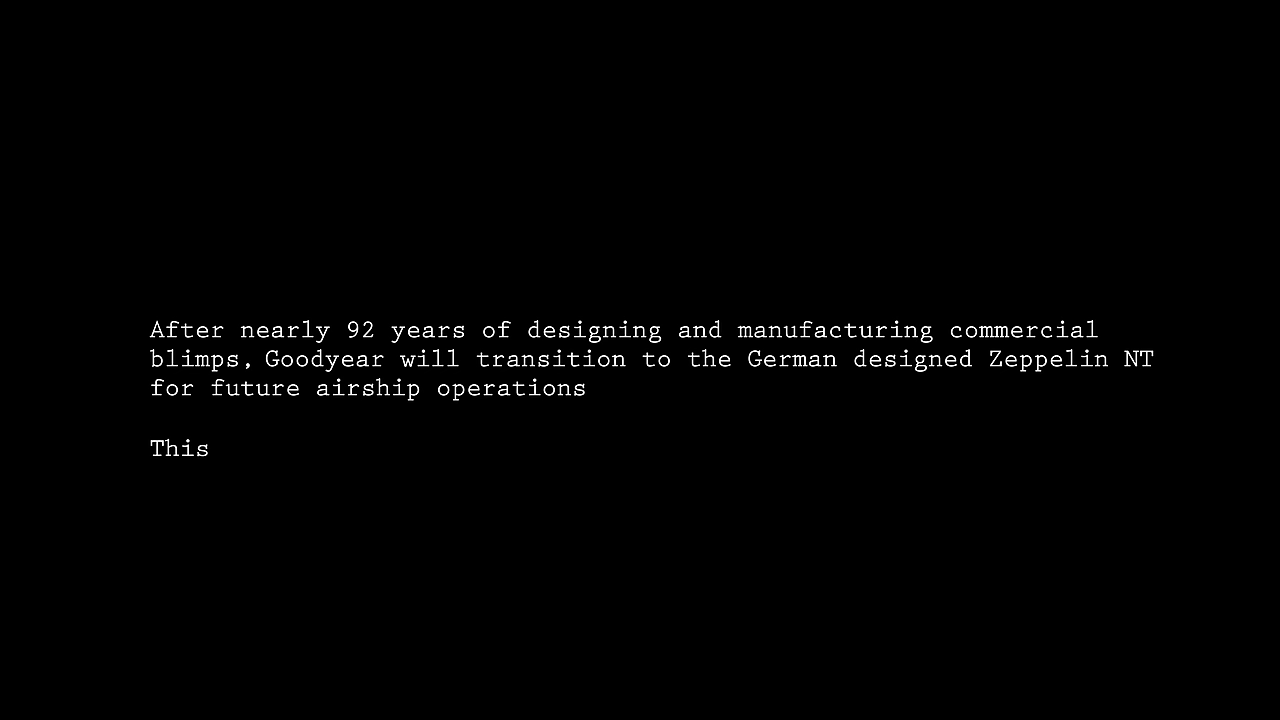 After nearly 92 years of designing and manufacturing commercial
blimps, Goodyear will transition to the German designed Zeppelin NT
for future airship operations
This